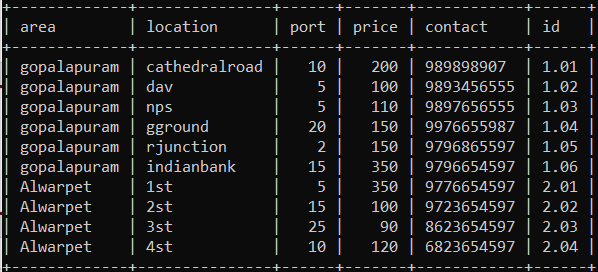 +-------------+---------------+------+-------+------------+------+
| area        | location      | port | price | contact    | id   |
+-------------+---------------+------+-------+------------+------+
| gopalapuram | cathedralroad |   10 |   200 | 989898907  | 1.01 |
| gopalapuram | dav           |    5 |   100 | 9893456555 | 1.02 |
| gopalapuram | nps           |    5 |   110 | 9897656555 | 1.03 |
| gopalapuram | gground       |   20 |   150 | 9976655987 | 1.04 |
| gopalapuram | rjunction     |    2 |   150 | 9796865597 | 1.05 |
| gopalapuram | indianbank    |   15 |   350 | 9796654597 | 1.06 |
| Alwarpet    | 1st           |    5 |   350 | 9776654597 | 2.01 |
| Alwarpet    | 2st           |   15 |   100 | 9723654597 | 2.02 |
| Alwarpet    | 3st           |   25 |    90 | 8623654597 | 2.03 |
| Alwarpet    | 4st           |   10 |   120 | 6823654597 | 2.04 |
+-------------+---------------+------+-------+------------+------+